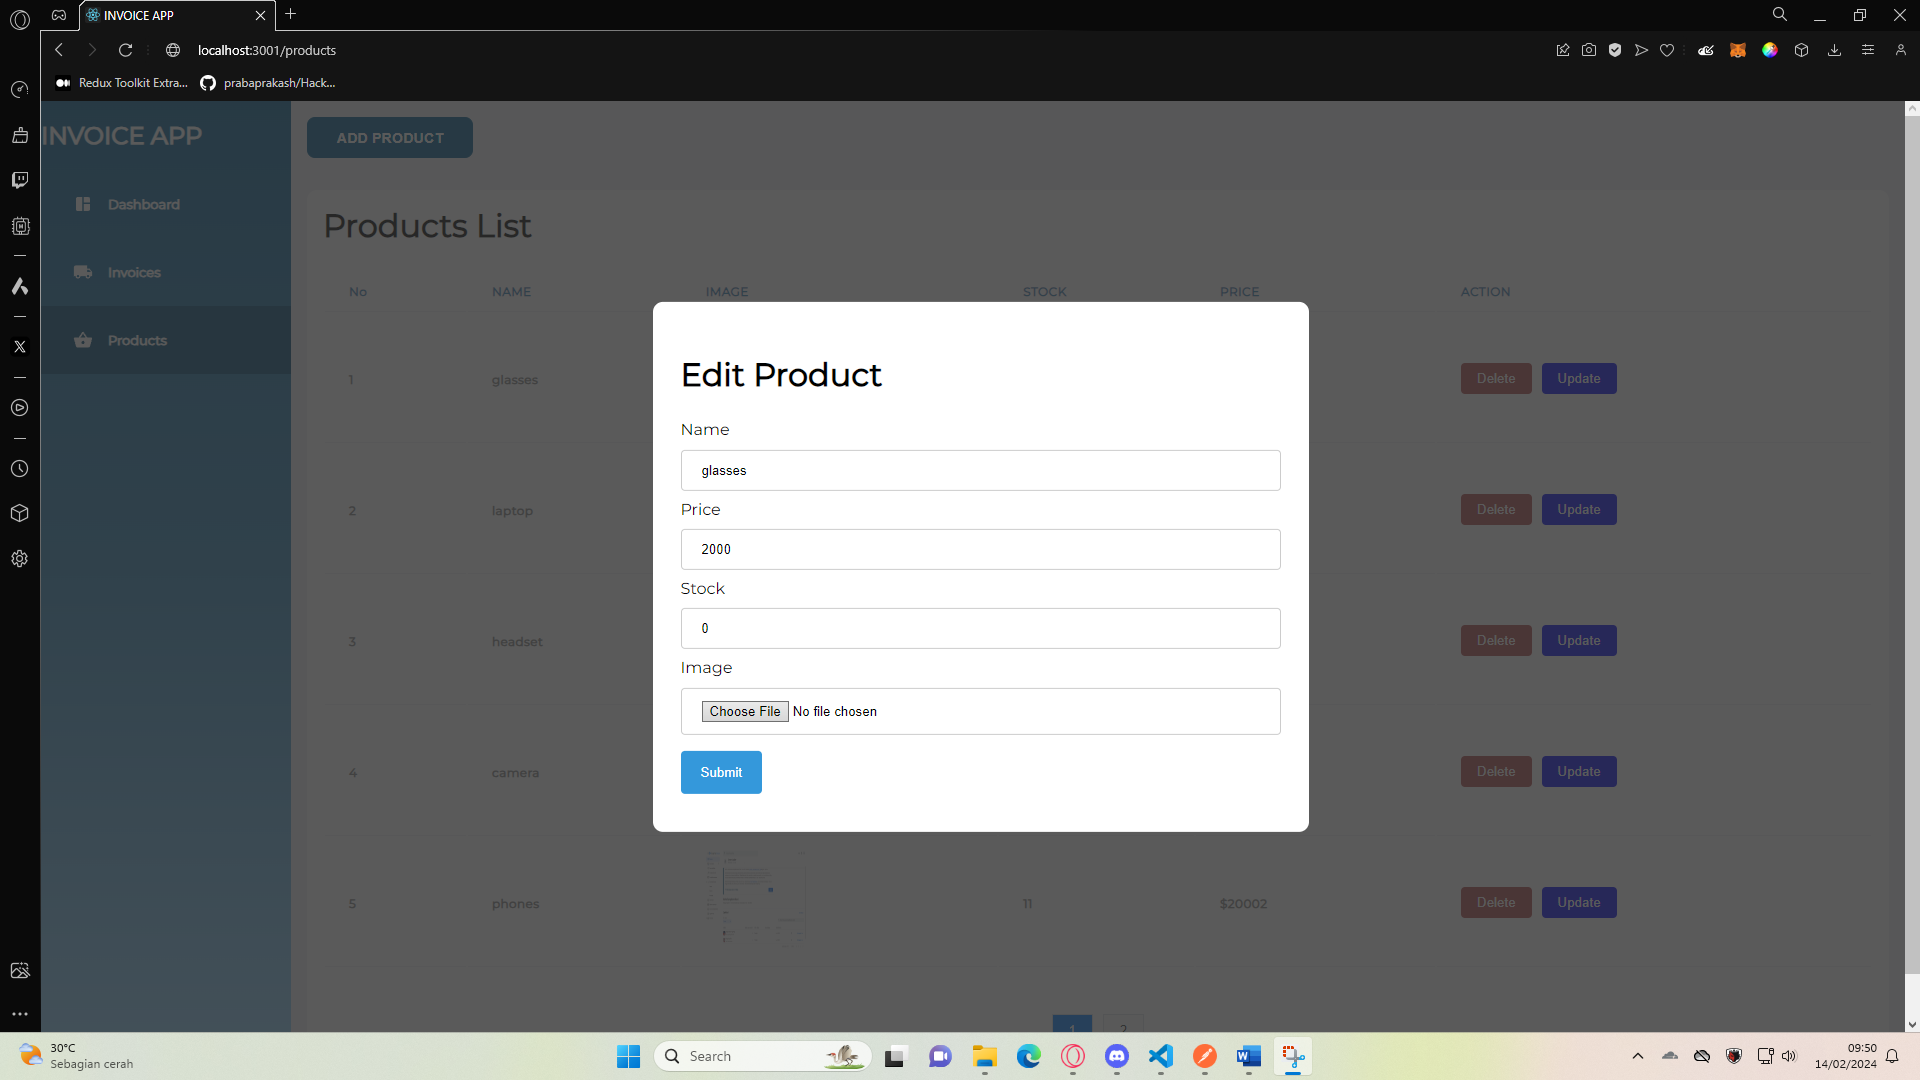 INVOICE APP
localhost:3001/products
Redux Toolkit Extra...
prabaprakash/Hack...
INVOICE APP
Dashboard
Invoices
Products
ADD PRODUCT
Products List
No NAME IMAGE STOCK PRICE ACTION
1 glasses Delete Update
2 laptop Delete Update
3 headset Delete Update
4 camera Delete Update
5 phones 11 $20002 Delete Update
1 2
Edit Product
Name
glasses
Price
2000
Stock
0
Image
Choose File No file chosen
Submit
30°C
Sebagian cerah
Search
09:50
14/02/2024